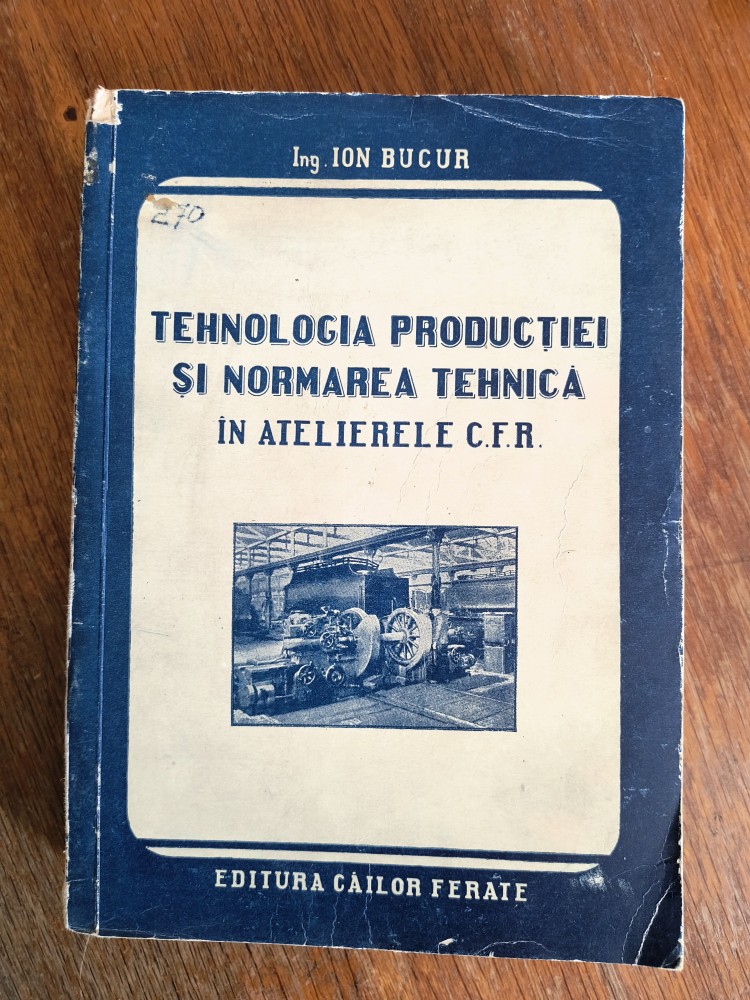 Ing. ION BUCUR
270
TEHNOLOGIA PRODUCȚIEI
ȘI NORMAREA TEHNICĂ
ÎN ATELIERELE C.F.R.
EDITURA CĂILOR FERATE